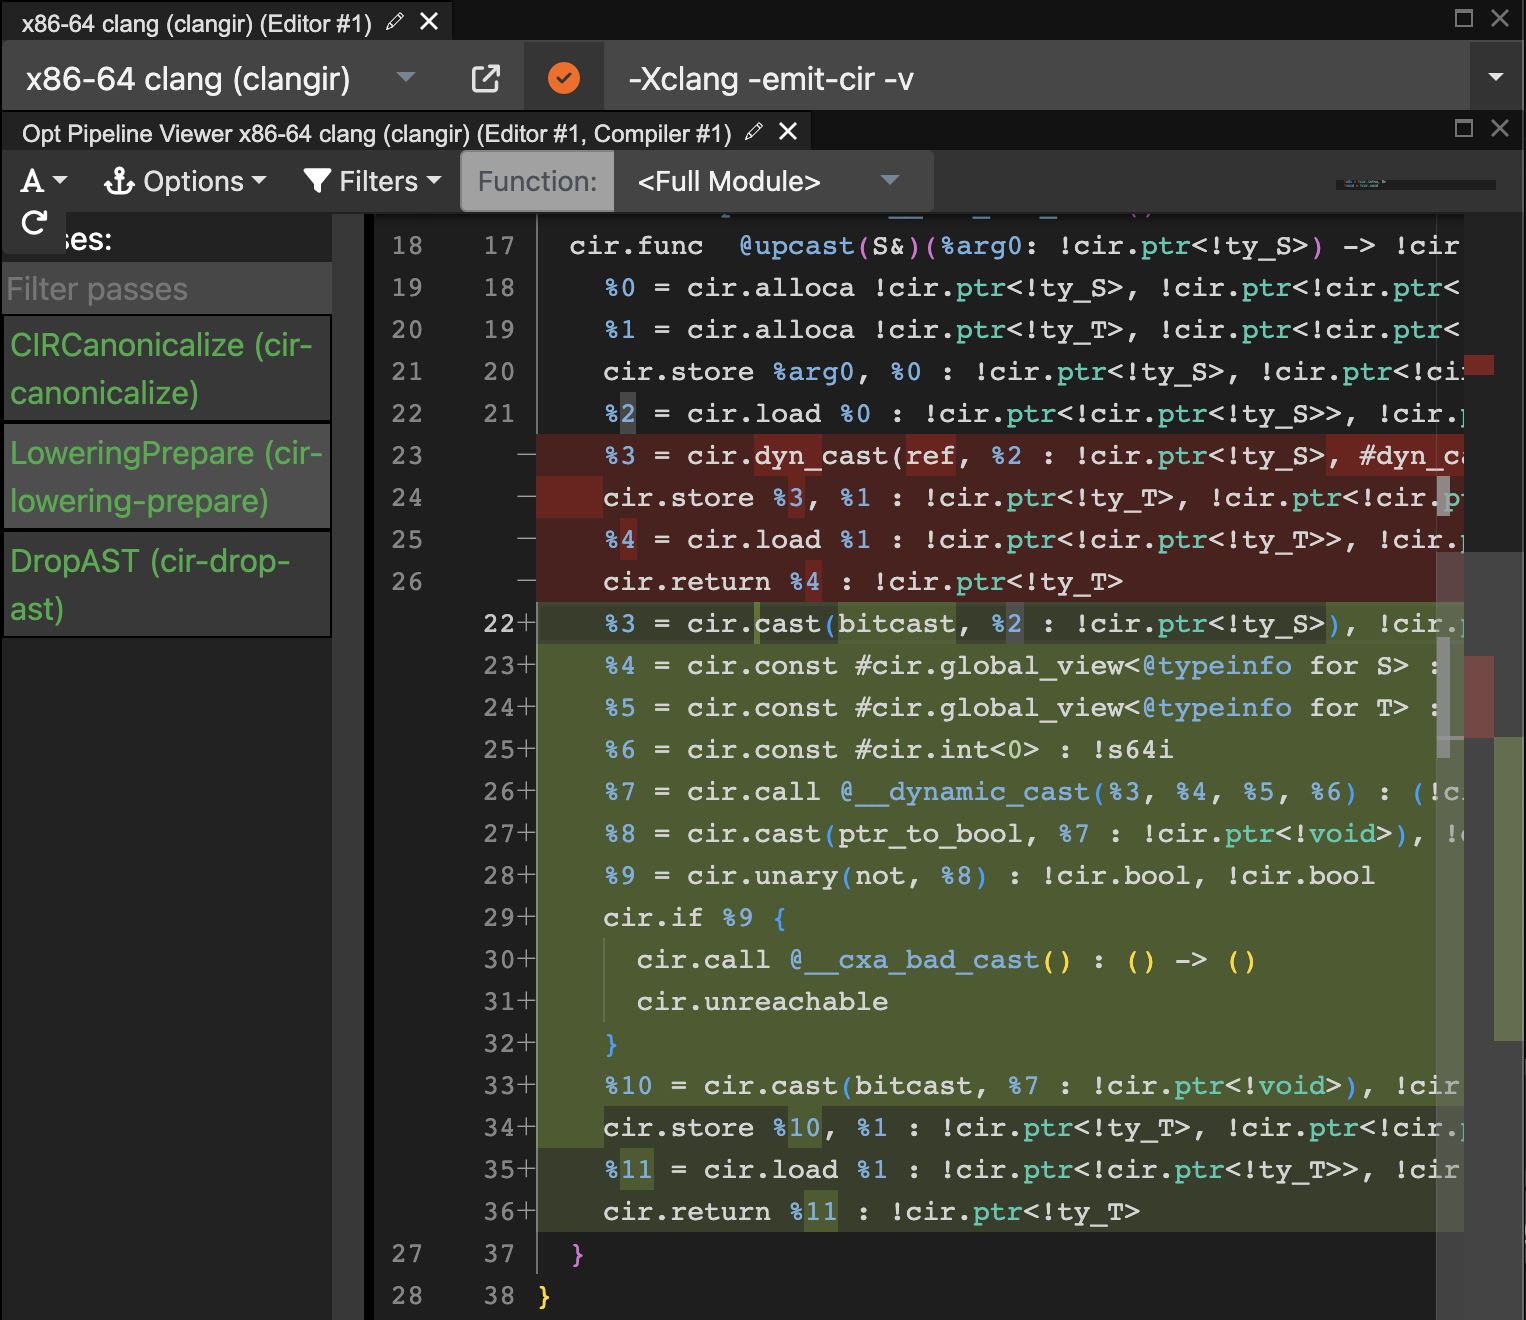 x86-64 clang (clangir) (Editor #1)
x86-64 clang (clangir) -Xclang -emit-cir -v
Opt Pipeline Viewer x86-64 clang (clangir) (Editor #1, Compiler #1)
A Options Filters Function: <Full Module>
ses:
Filter passes
CIRCanonicalize (cir-
canonicalize)
LoweringPrepare (cir-
lowering-prepare)
DropAST (cir-drop-
ast)
18 17 cir.func @upcast(S&)(%arg0: !cir.ptr<!ty_S>) -> !cir
19 18 %0 = cir.alloca !cir.ptr<!ty_S>, !cir.ptr<!cir.ptr<
20 19 %1 = cir.alloca !cir.ptr<!ty_T>, !cir.ptr<!cir.ptr<
21 20 cir.store %arg0, %0 : !cir.ptr<!ty_S>, !cir.ptr<!ci
22 21 %2 = cir.load %0 : !cir.ptr<!cir.ptr<!ty_S>>, !cir.
23 — %3 = cir.dyn_cast(ref, %2 : !cir.ptr<!ty_S>, #dyn_c
24 — cir.store %3, %1 : !cir.ptr<!ty_T>, !cir.ptr<!cir.p
25 — %4 = cir.load %1 : !cir.ptr<!cir.ptr<!ty_T>>, !cir.
26 — cir.return %4 : !cir.ptr<!ty_T>
22+ %3 = cir.cast(bitcast, %2 : !cir.ptr<!ty_S>), !cir.
23+ %4 = cir.const #cir.global_view<@typeinfo for S> :
24+ %5 = cir.const #cir.global_view<@typeinfo for T> :
25+ %6 = cir.const #cir.int<0> : !s64i
26+ %7 = cir.call @__dynamic_cast(%3, %4, %5, %6) : (!c
27+ %8 = cir.cast(ptr_to_bool, %7 : !cir.ptr<!void>), !
28+ %9 = cir.unary(not, %8) : !cir.bool, !cir.bool
29+ cir.if %9 {
30+ cir.call @__cxa_bad_cast() : () -> ()
31+ cir.unreachable
32+ }
33+ %10 = cir.cast(bitcast, %7 : !cir.ptr<!void>), !cir
34+ cir.store %10, %1 : !cir.ptr<!ty_T>, !cir.ptr<!cir.
35+ %11 = cir.load %1 : !cir.ptr<!cir.ptr<!ty_T>>, !cir
36+ cir.return %11 : !cir.ptr<!ty_T>
27 37 }
28 38 }